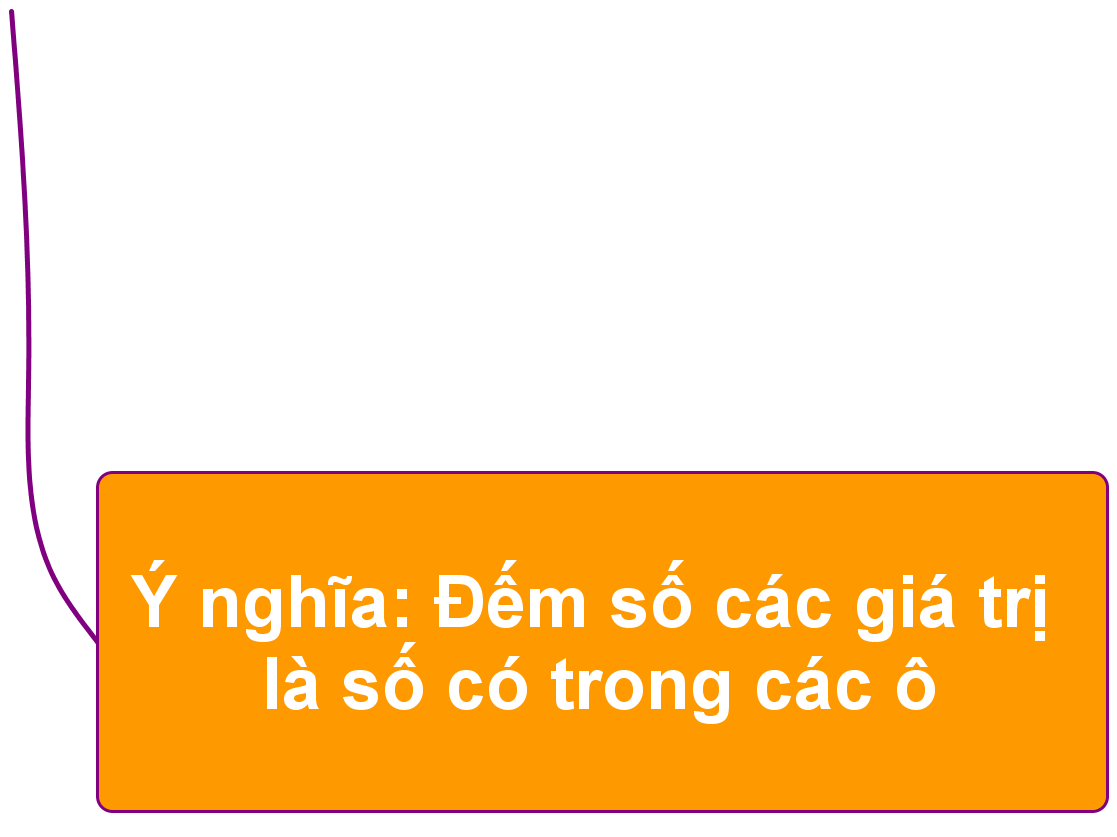 Ý nghĩa: Đếm số các giá trị
là số có trong các ô